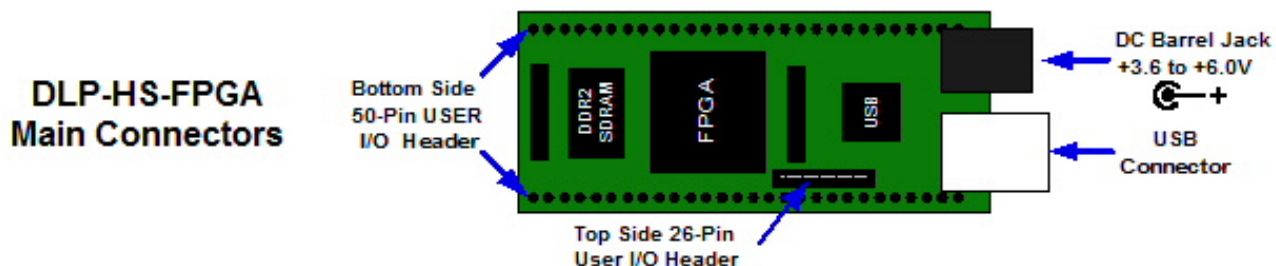 DLP-HS-FPGA
Main Connectors
Bottom Side
50-Pin USER
I/O Header
DDR2
SDRAM
FPGA
USB
Top Side 26-Pin
User I/O Header
DC Barrel Jack
+3.6 to +6.0V
+
USB
Connector